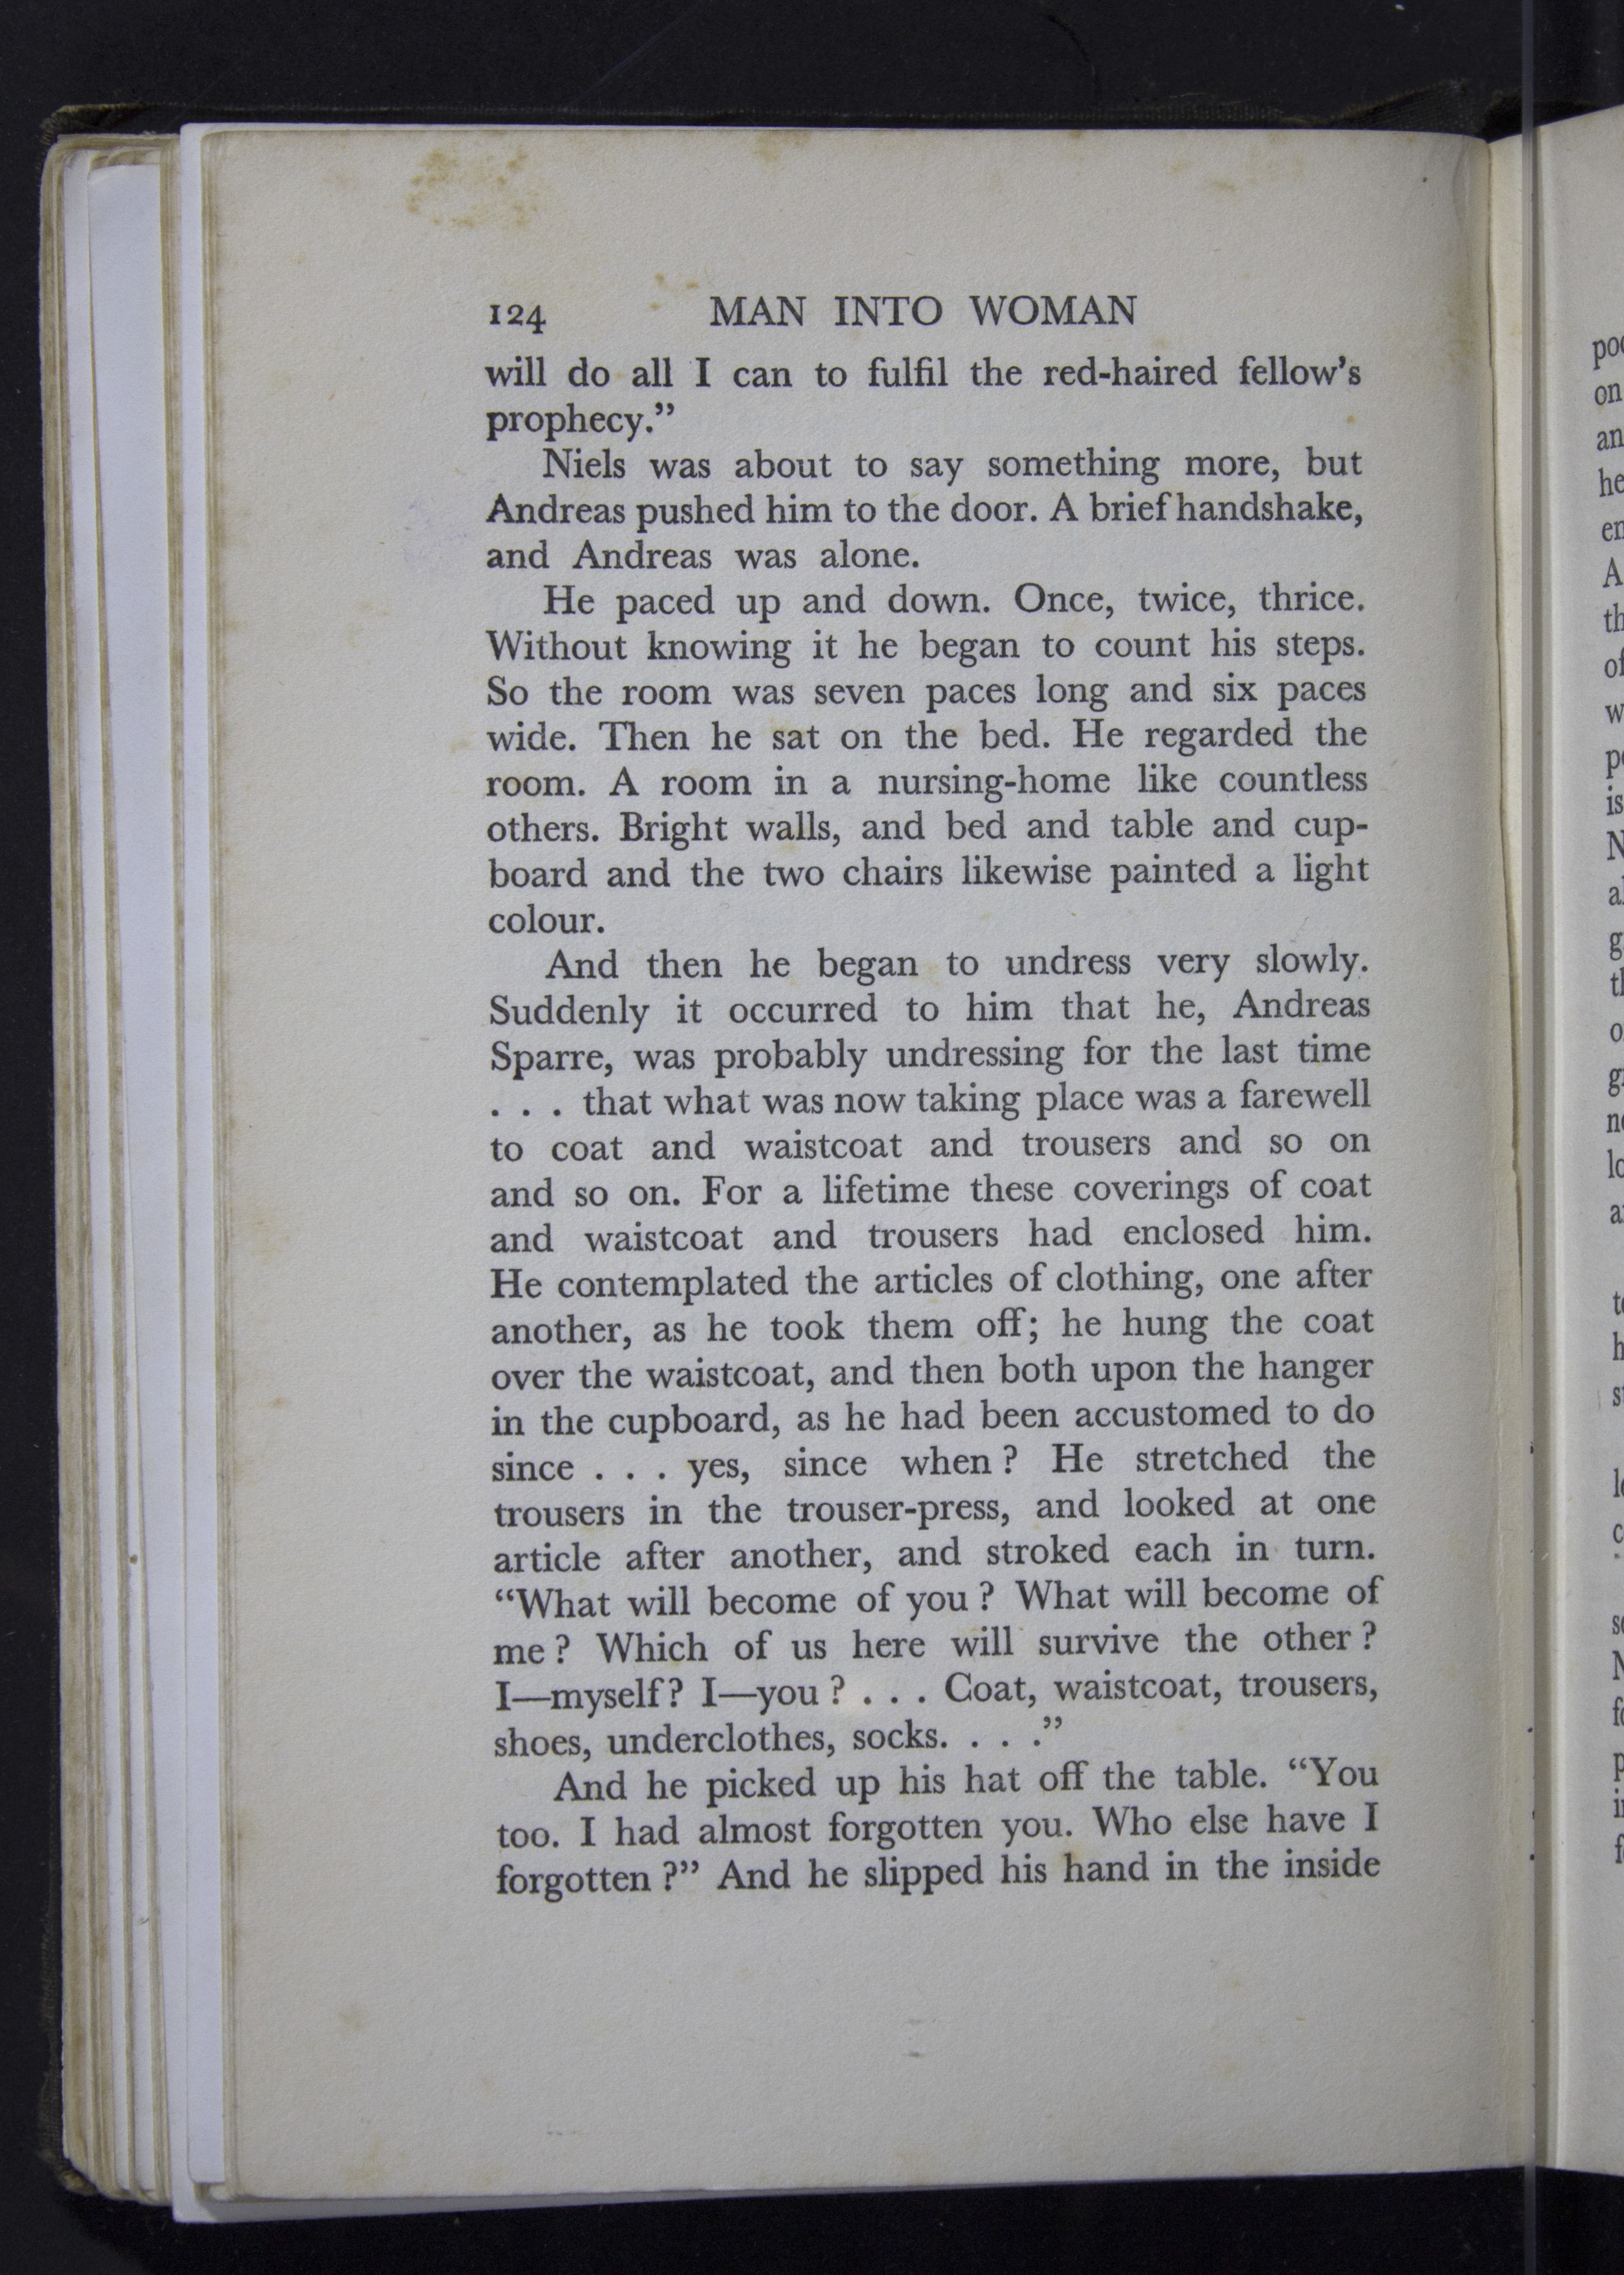 124 MAN INTO WOMAN
will do all I can to fulfil the red-haired fellow's
prophecy."
Niels was about to say something more, but
Andreas pushed him to the door. A brief handshake,
and Andreas was alone.
He paced up and down. Once, twice, thrice.
Without knowing it he began to count his steps.
So the room was seven paces long and six paces
wide. Then he sat on the bed. He regarded the
room. A room in a nursing-home like countless
others. Bright walls, and bed and table and cup-
board and the two chairs likewise painted a light
colour.
And then he began to undress very slowly.
Suddenly it occurred to him that he, Andreas
Sparre, was probably undressing for the last time
. . . that what was now taking place was a farewell
to coat and waistcoat and trousers and so on
and so on. For a lifetime these coverings of coat
and waistcoat and trousers had enclosed him.
He contemplated the articles of clothing, one after
another, as he took them off; he hung the coat
over the waistcoat, and then both upon the hanger
in the cupboard, as he had been accustomed to do
since . . . yes, since when? He stretched the
trousers in the trouser-press, and looked at one
article after another, and stroked each in turn.
"What will become of you? What will become of
me? Which of us here will survive the other?
I—myself? I—you? . . . Coat, waistcoat, trousers,
shoes, underclothes, socks. . . ."
And he picked up his hat off the table. "You
too. I had almost forgotten you. Who else have I
forgotten?" And he slipped his hand in the inside